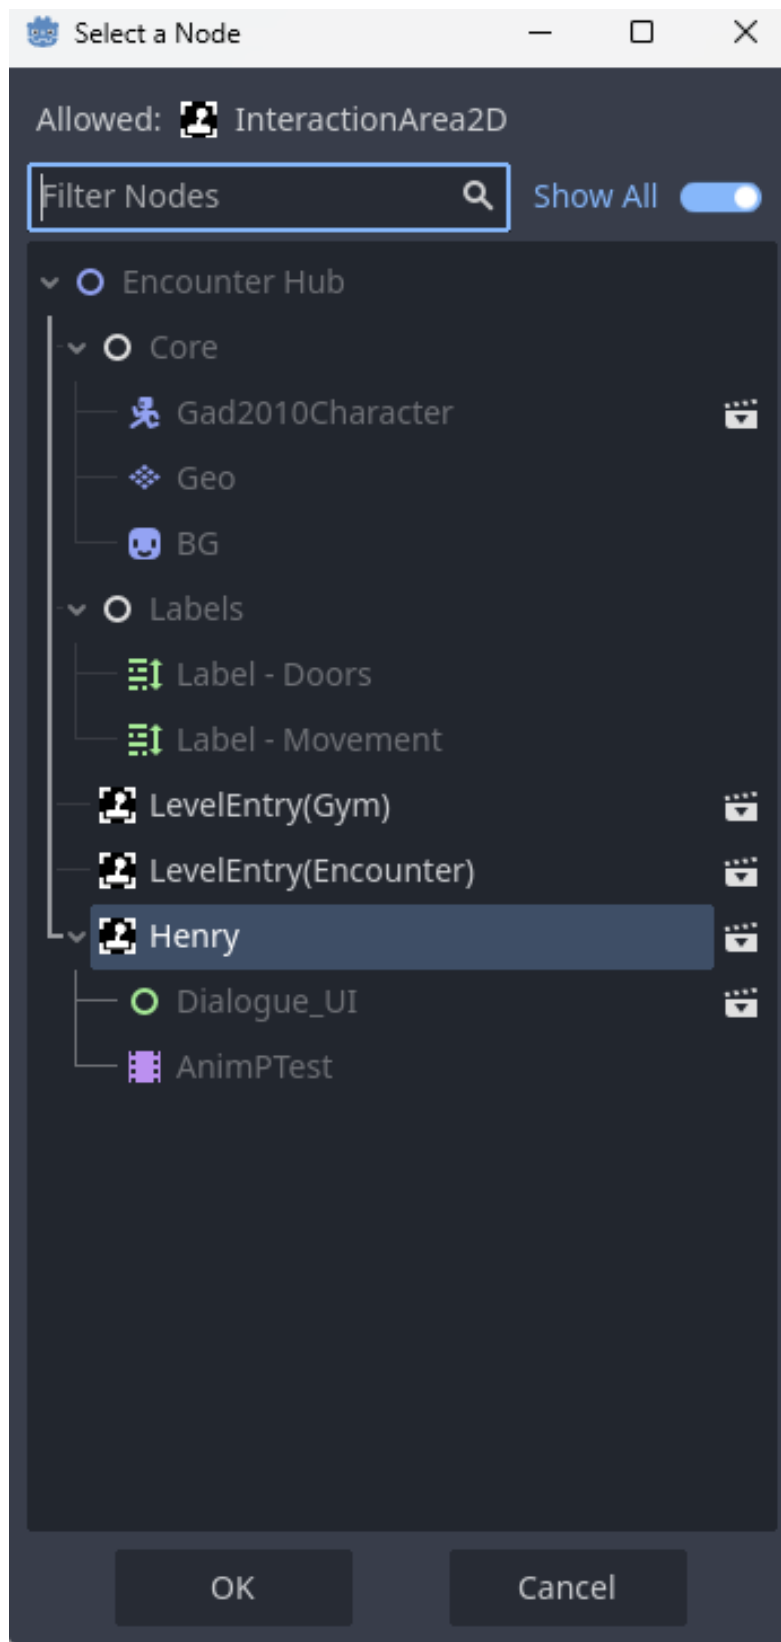 Select a Node
Allowed: InteractionArea2D
Filter Nodes Show All
Encounter Hub
Core
Gad2010Character
Geo
BG
Labels
Label - Doors
Label - Movement
LevelEntry(Gym)
LevelEntry(Encounter)
Henry
Dialogue_UI
AnimPTest
OK Cancel